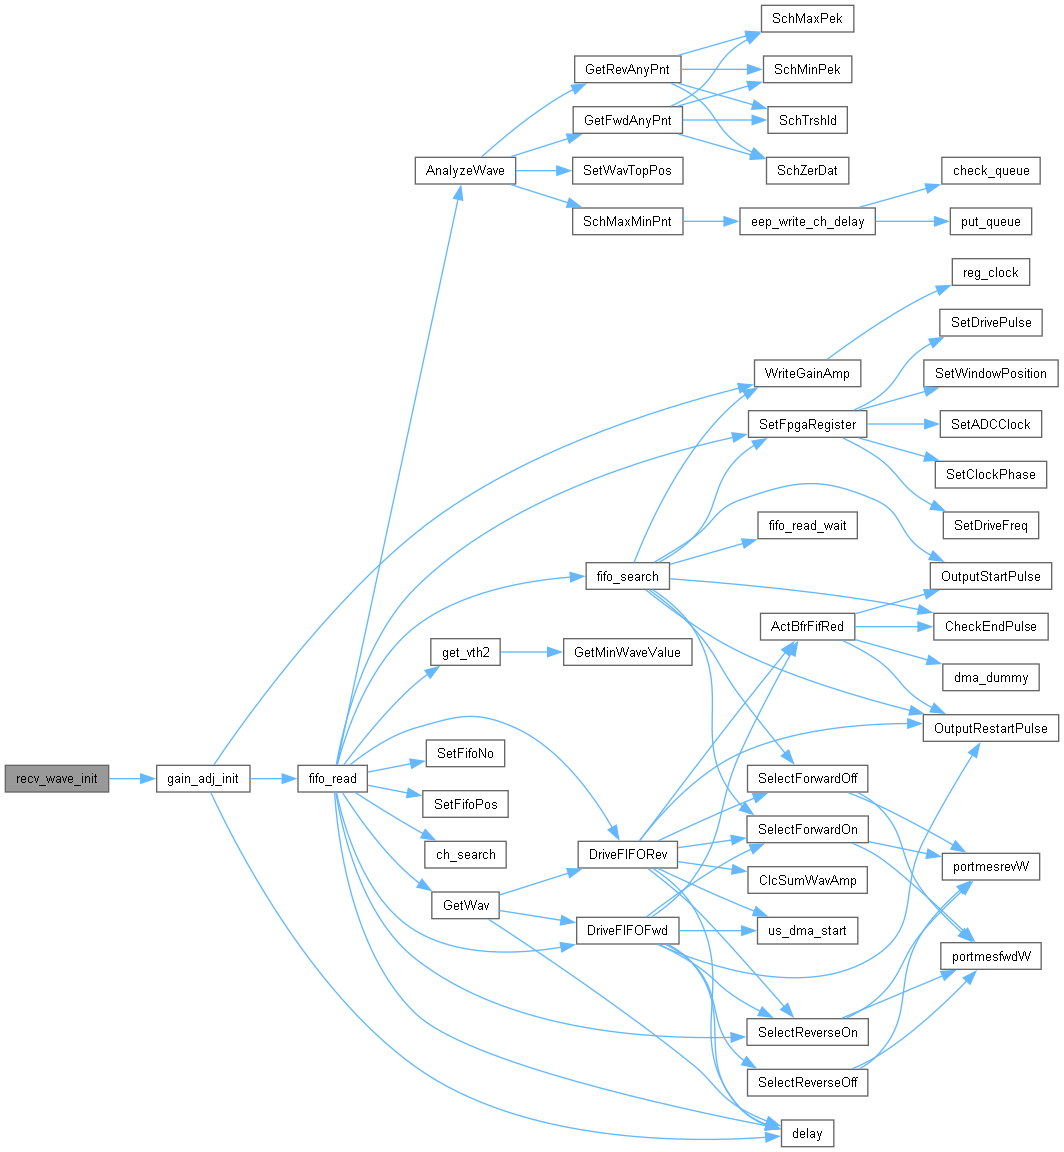 SchMaxPek
GetRevAnyPnt
SchMinPek
GetFwdAnyPnt
SchTrshld
AnalyzeWave
SetWavTopPos
SchZerDat
check_queue
SchMaxMinPnt
eep_write_ch_delay
put_queue
reg_clock
SetDrivePulse
WriteGainAmp
SetWindowPosition
SetFpgaRegister
SetADCClock
SetClockPhase
fifo_read_wait
SetDriveFreq
fifo_search
OutputStartPulse
ActBfrFifRed
CheckEndPulse
get_vth2
GetMinWaveValue
dma_dummy
OutputRestartPulse
SetFifoNo
recv_wave_init
gain_adj_init
fifo_read
SelectForwardOff
SetFifoPos
SelectForwardOn
ch_search
DriveFIFORev
portmesrevW
ClcSumWavAmp
GetWav
DriveFIFOFwd
us_dma_start
portmesfwdW
SelectReverseOn
SelectReverseOff
delay